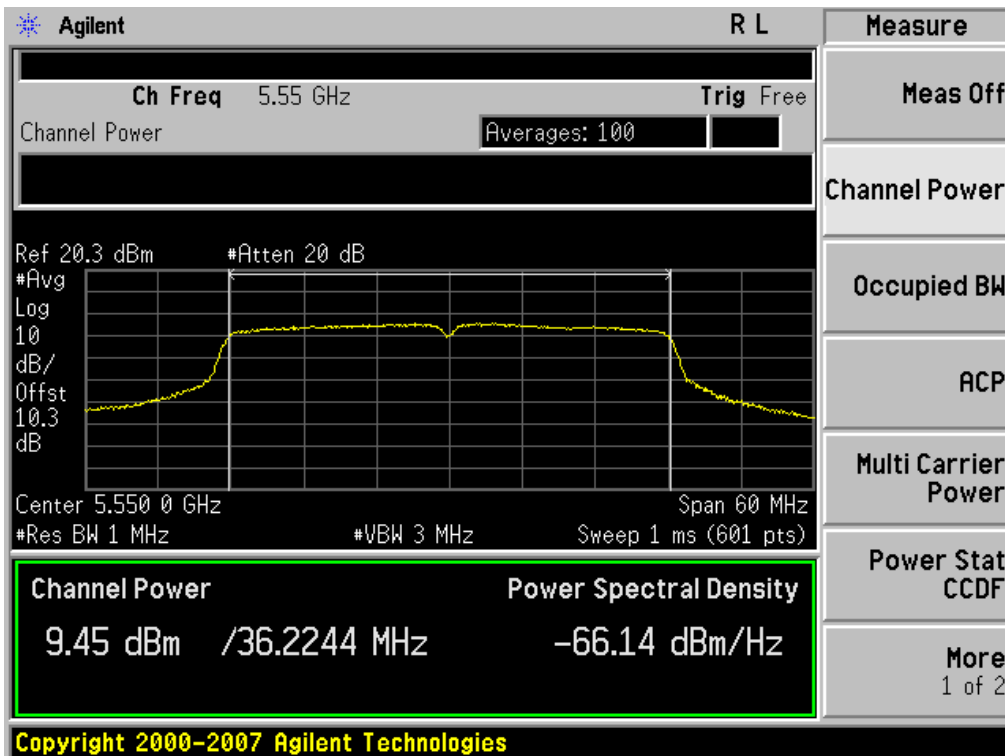 Agilent R L
Ch Freq 5.55 GHz Trig Free
Channel Power Averages: 100
Ref 20.3 dBm #Atten 20 dB
#Avg
Log
10
dB/
Offst
10.3
dB
Center 5.550 0 GHz Span 60 MHz
#Res BW 1 MHz #VBW 3 MHz Sweep 1 ms (601 pts)
Channel Power Power Spectral Density
9.45 dBm /36.2244 MHz -66.14 dBm/Hz
Copyright 2000-2007 Agilent Technologies
Measure
Meas Off
Channel Power
Occupied BW
ACP
Multi Carrier
Power
Power Stat
CCDF
More
1 of 2